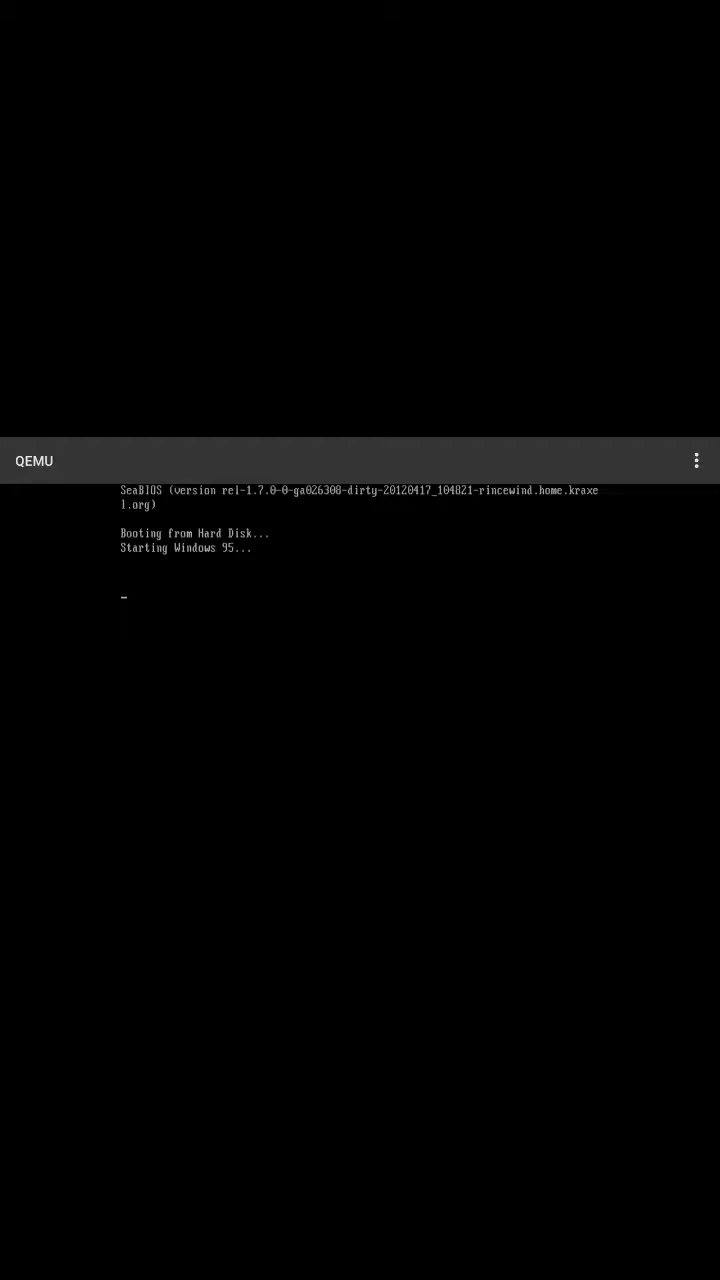 QEMU
SeaBIOS (version rel-1.7.0-0-ga026308-dirty-20120417_104821-rincewind.home.kraxe
l.org)
Booting from Hard Disk...
Starting Windows 95...